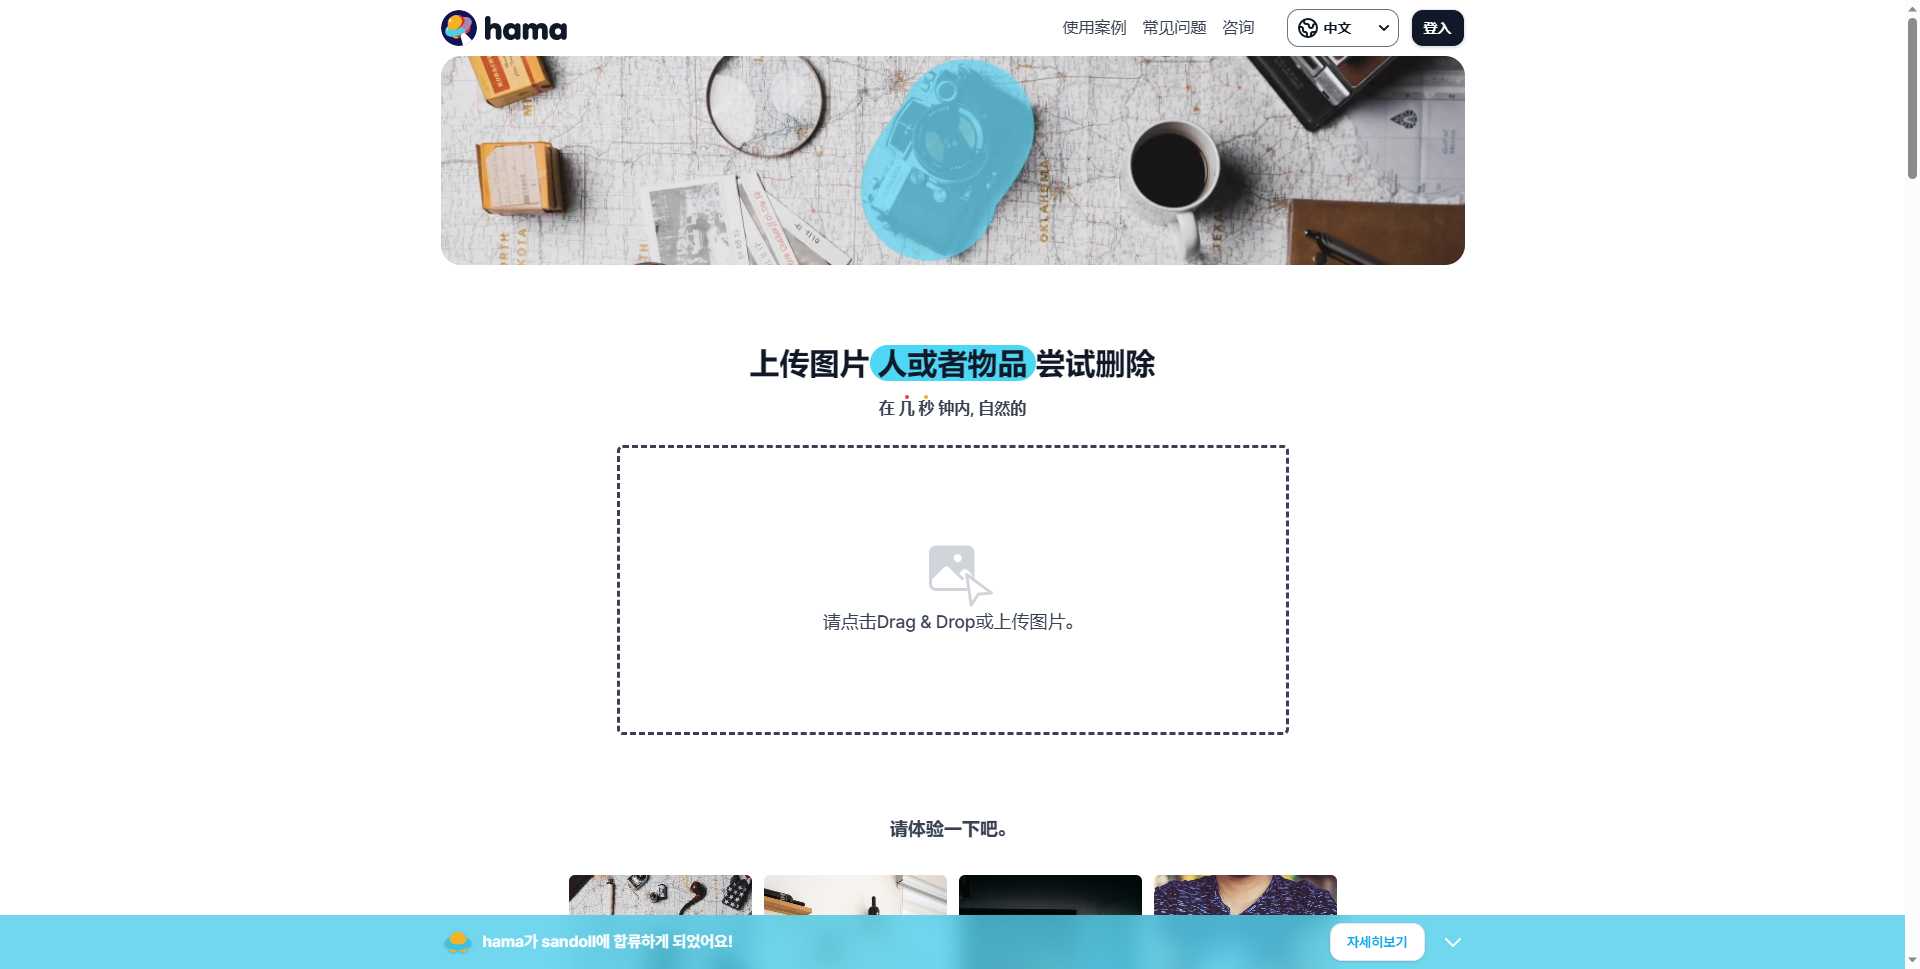 hama
使用案例 常见问题 咨询 中文 登入
OKLAHOMA
上传图片 人或者物品 尝试删除
在 几 秒 钟内, 自然的
请点击Drag & Drop或上传图片。
请体验一下吧。
hama가 sandoll에 합류하게 되었어요! 자세히보기